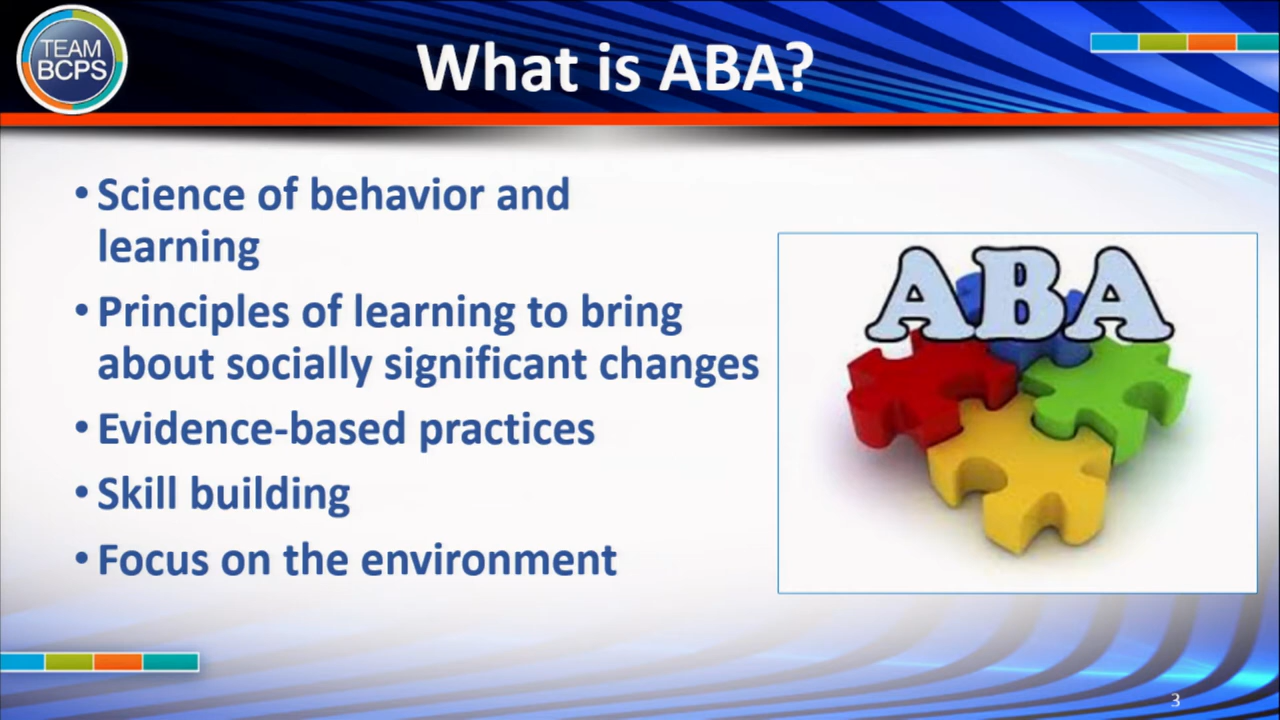 TEAM
BCPS
What is ABA?
• Science of behavior and
learning
• Principles of learning to bring
about socially significant changes
• Evidence-based practices
• Skill building
• Focus on the environment
ABA
3